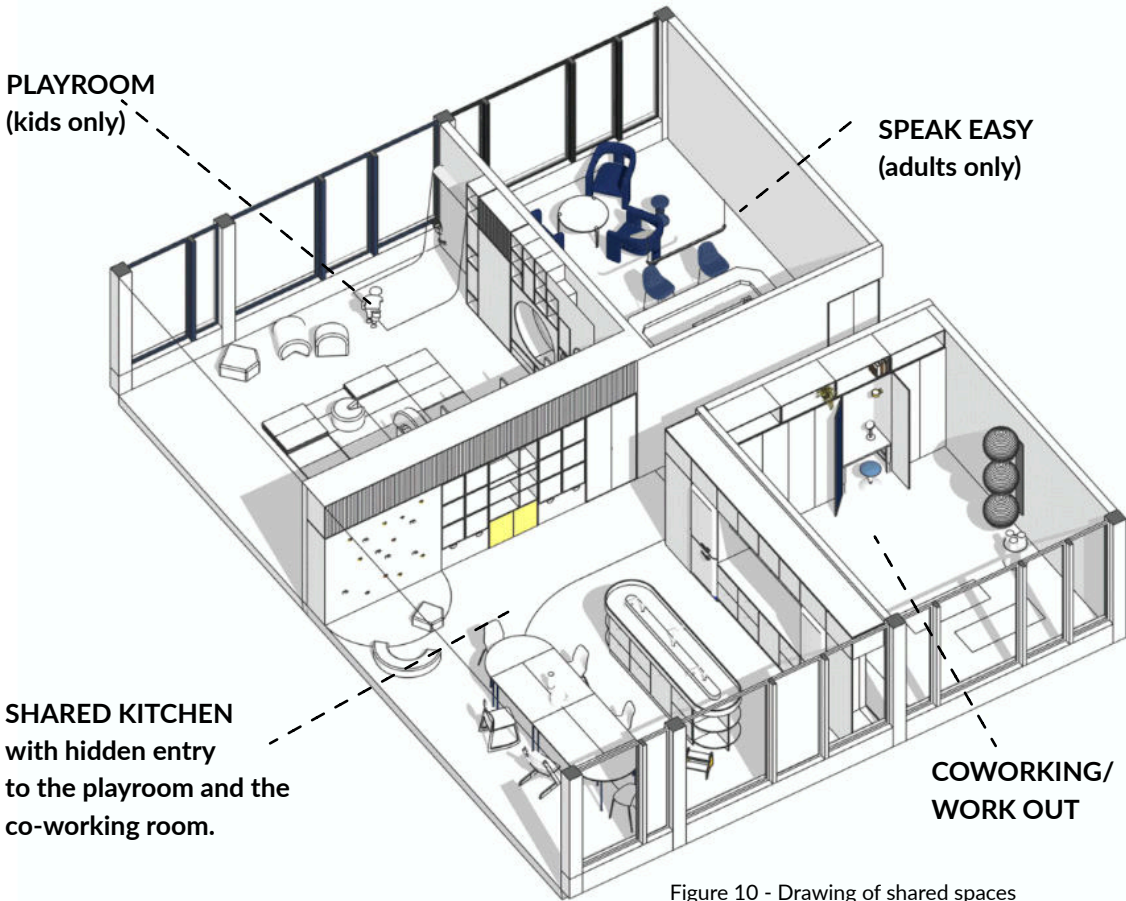 PLAYROOM
(kids only)
SPEAK EASY
(adults only)
SHARED KITCHEN
with hidden entry
to the playroom and the
co-working room.
COWORKING/
WORK OUT
Figure 10 - Drawing of shared spaces